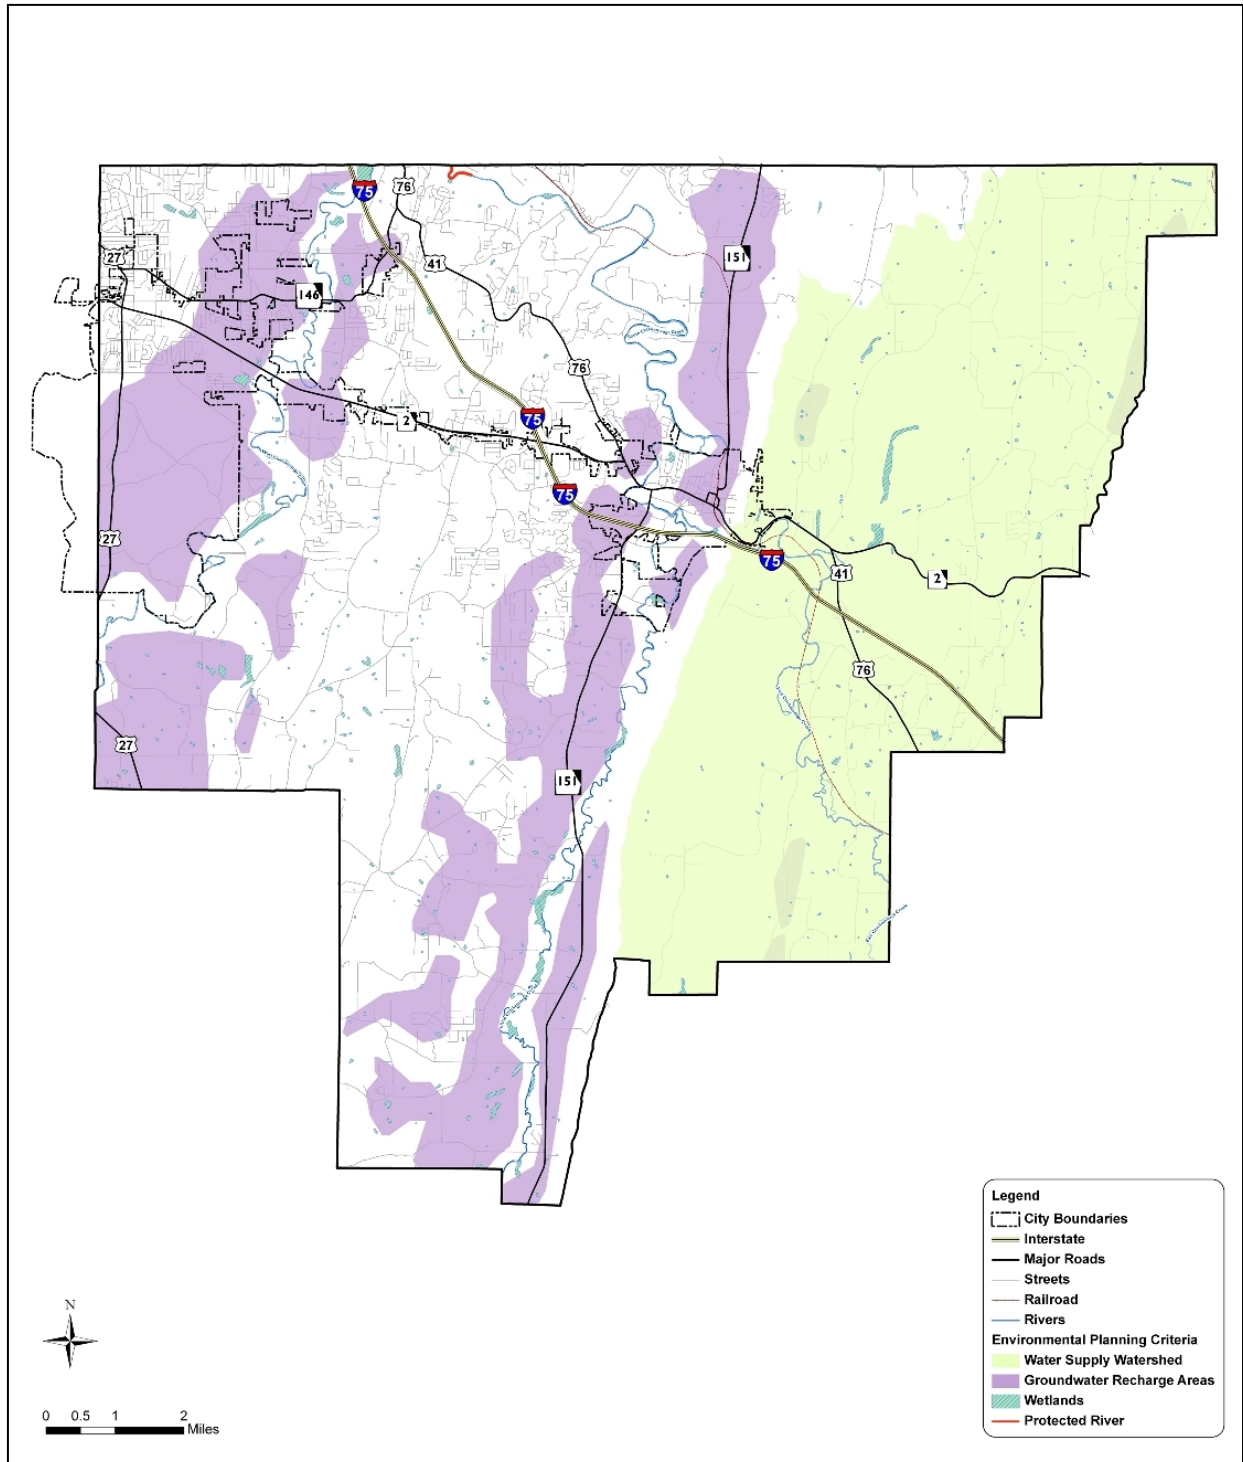 75
76
27
151
41
146
76
75
2
75
27
75
41
2
76
27
151
Legend
City Boundaries
Interstate
Major Roads
Streets
Railroad
Rivers
Environmental Planning Criteria
Water Supply Watershed
Groundwater Recharge Areas
Wetlands
Protected River
N
0 0.5 1 2
Miles